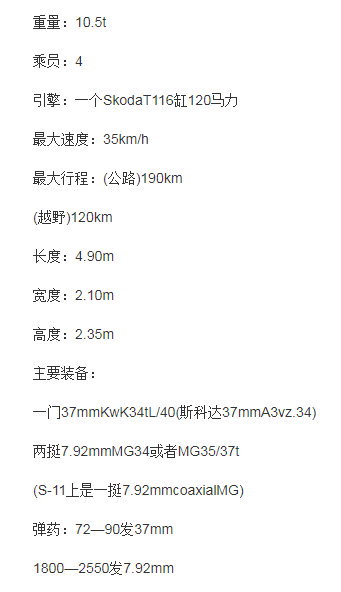 重量：10.5t
乘员：4
引擎：一个SkodaT116缸120马力
最大速度：35km/h
最大行程：(公路)190km
(越野)120km
长度：4.90m
宽度：2.10m
高度：2.35m
主要装备：
一门37mmKwK34tL/40(斯科达37mmA3vz.34)
两挺7.92mmMG34或者MG35/37t
(S-11上是一挺7.92mmcoaxialMG)
弹药：72—90发37mm
1800—2550发7.92mm